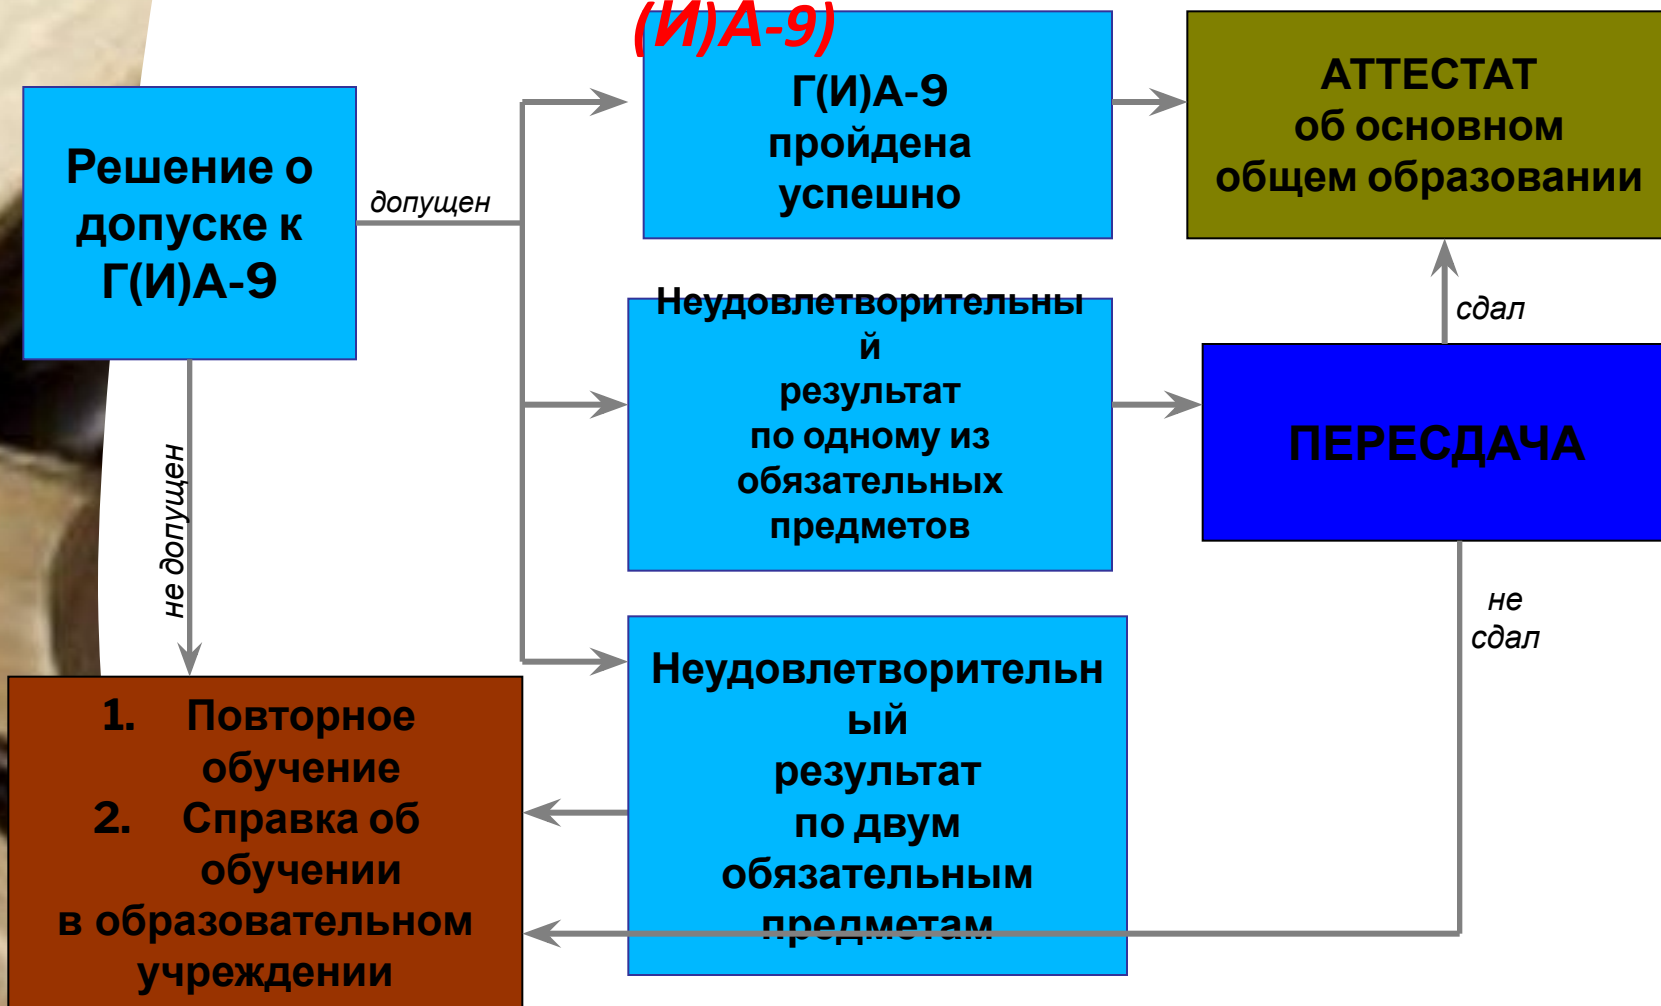 (И)А-9)
Решение о
допуске к
Г(И)А-9
допущен
не допущен
Г(И)А-9
пройдена
успешно
АТТЕСТАТ
об основном
общем образовании
Неудовлетворительны
й
результат
по одному из
обязательных
предметов
сдал
ПЕРЕСДАЧА
не
сдал
Неудовлетворительн
ый
результат
по двум
обязательным
предметам
1. Повторное
обучение
2. Справка об
обучении
в образовательном
учреждении